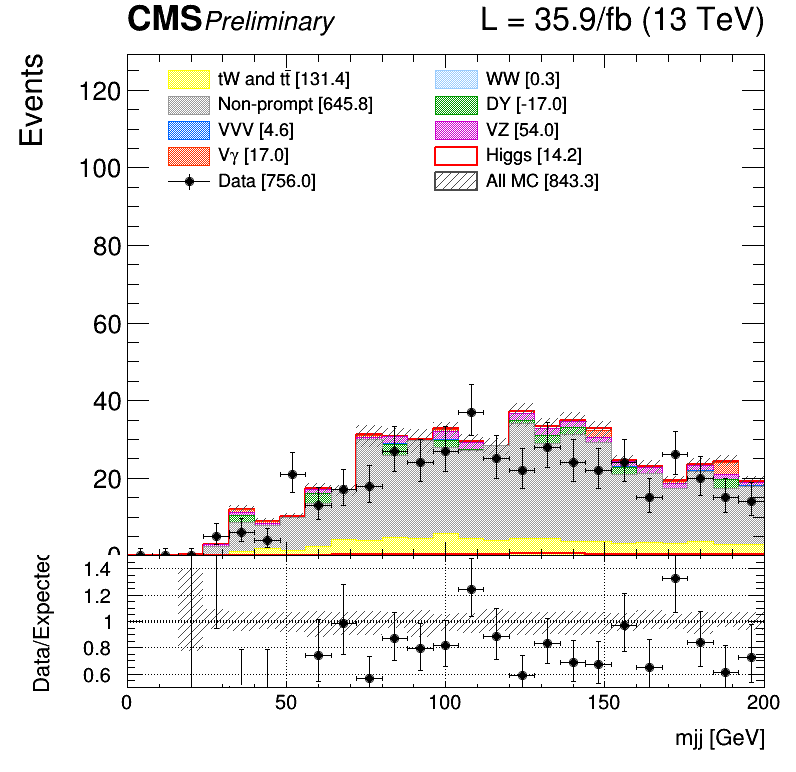 CMS Preliminary L = 35.9/fb (13 TeV)
Events
120
100
80
60
40
20
0
tW and tt̄ [131.4] WW [0.3]
Non-prompt [645.8] DY [-17.0]
VVV [4.6] VZ [54.0]
Vγ [17.0] Higgs [14.2]
Data [756.0] All MC [843.3]
Data/Expected
1.4
1.2
1
0.8
0.6
0 50 100 150 200
mjj [GeV]